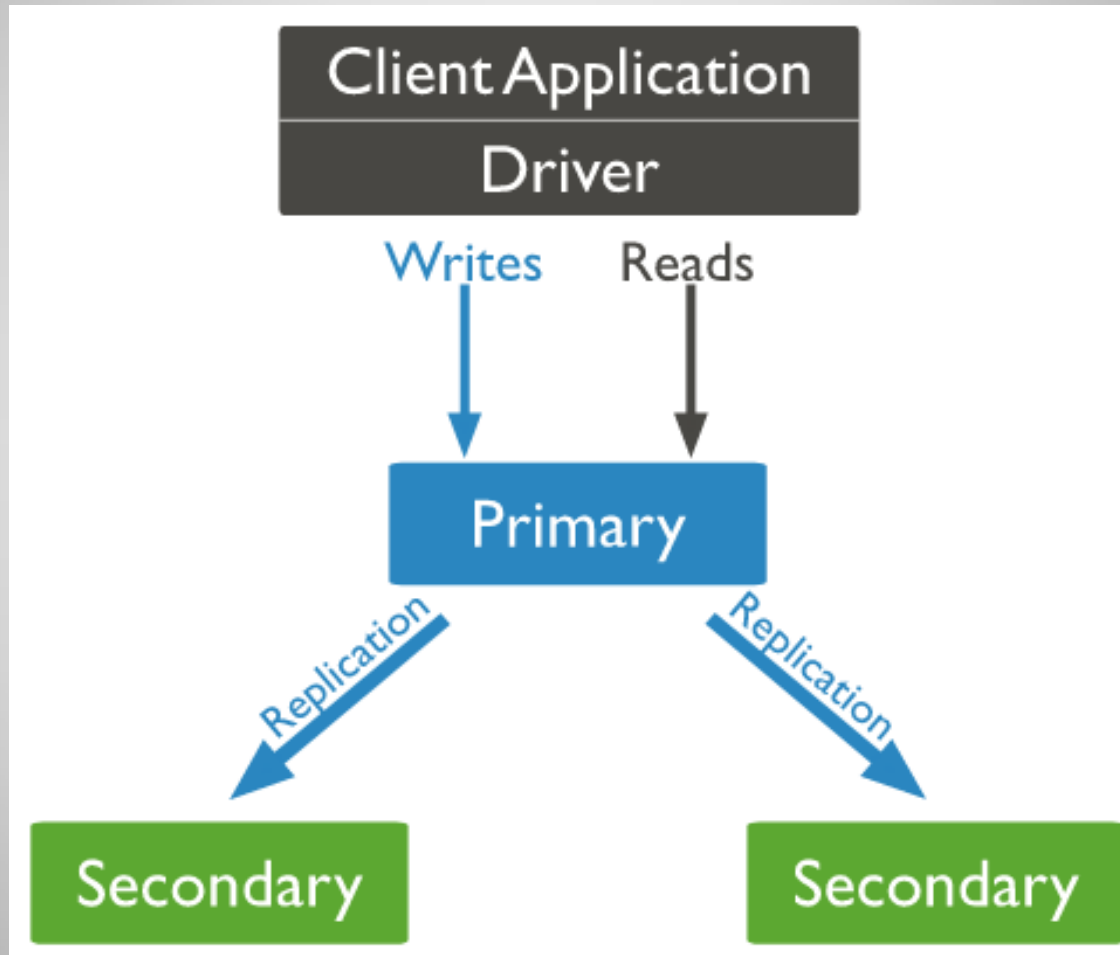 Client Application
Driver
Writes
Reads
Primary
Replication
Replication
Secondary
Secondary